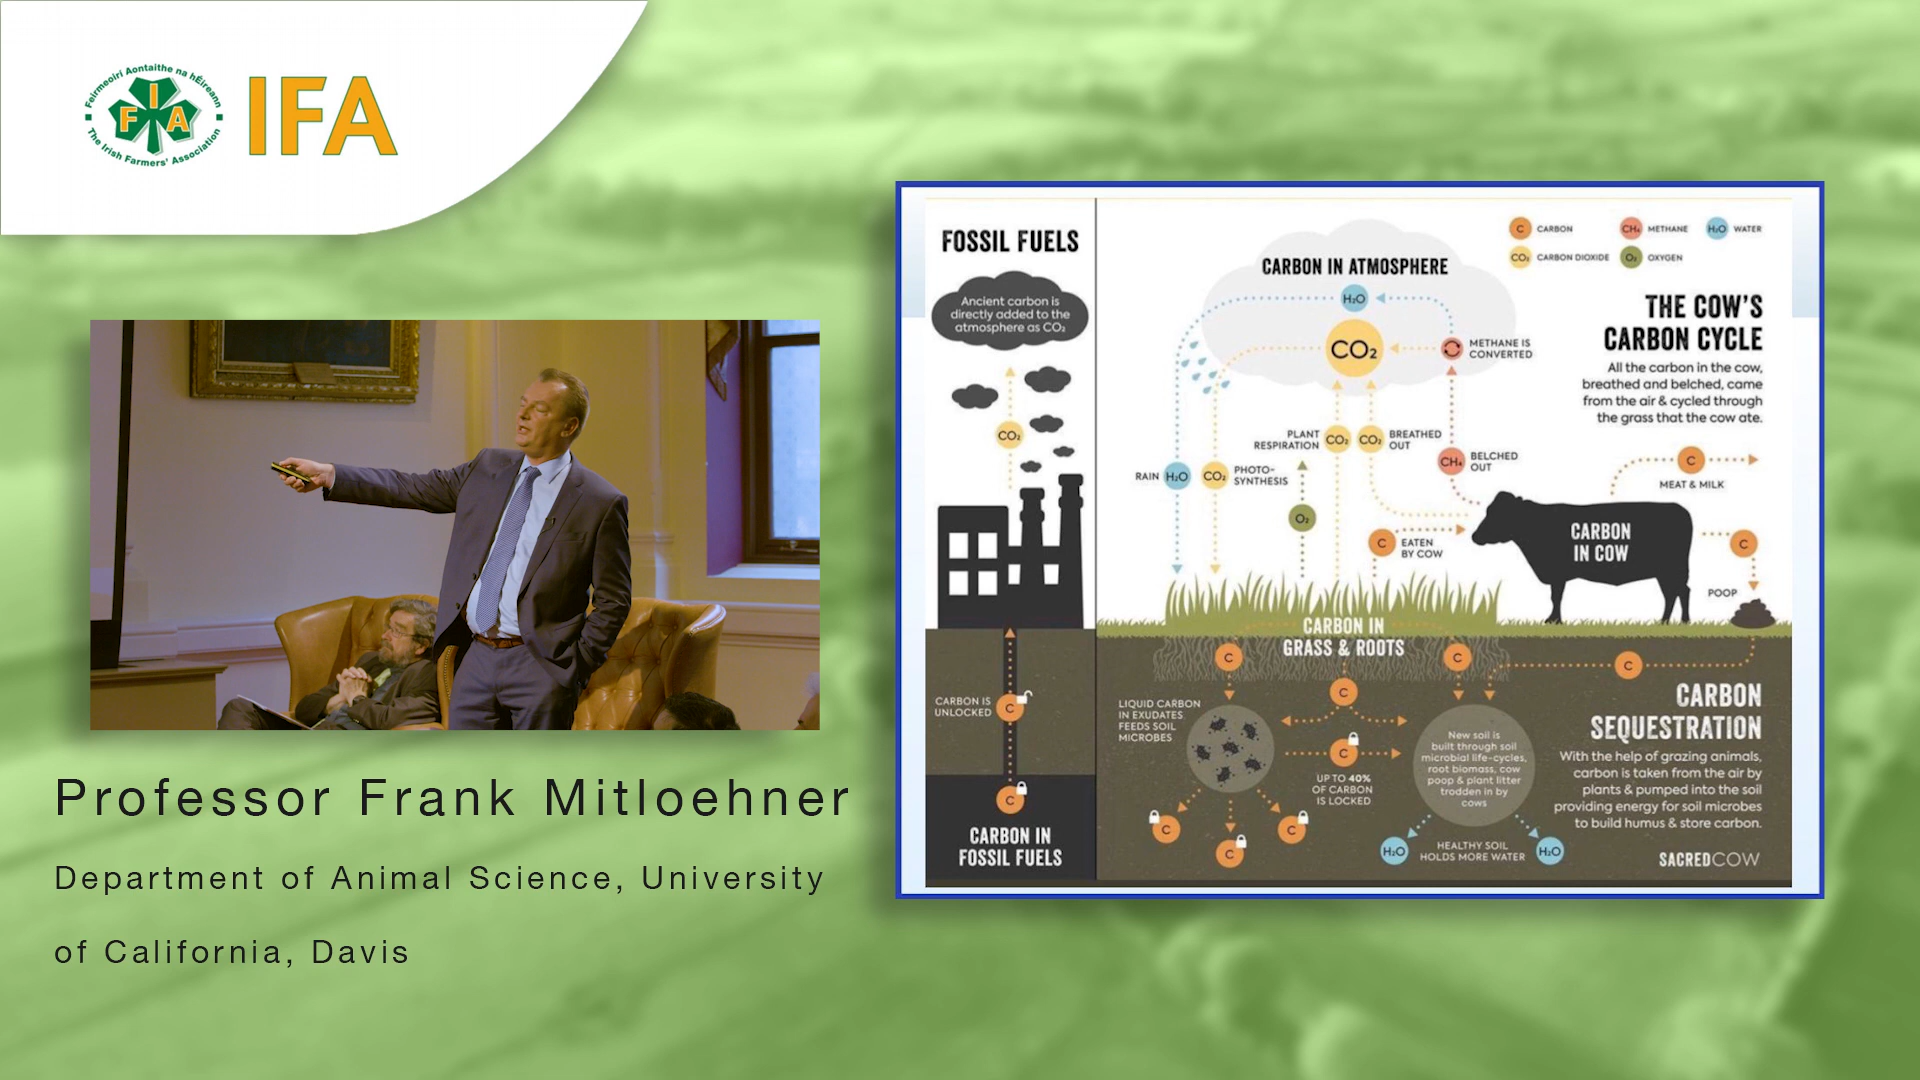 Feirmeoiri Aontaithe na hÉireann
F I A
The Irish Farmers' Association
IFA
Professor Frank Mitloehner
Department of Animal Science, University
of California, Davis
FOSSIL FUELS
Ancient carbon is
directly added to the
atmosphere as CO₂
CO₂
CARBON IS
UNLOCKED
C
C
CARBON IN
FOSSIL FUELS
C CARBON
CH₄ METHANE
H₂O WATER
CO₂ CARBON DIOXIDE
O₂ OXYGEN
CARBON IN ATMOSPHERE
H₂O
CO₂
METHANE IS
CONVERTED
THE COW'S
CARBON CYCLE
All the carbon in the cow,
breathed and belched, came
from the air & cycled through
the grass that the cow ate.
RAIN H₂O
CO₂ PHOTO-
SYNTHESIS
PLANT
RESPIRATION CO₂
CO₂ BREATHED
OUT
CH₄ BELCHED
OUT
O₂
C EATEN
BY COW
C
MEAT & MILK
CARBON
IN COW
C
POOP
CARBON IN
GRASS & ROOTS
C
C
C
C
LIQUID CARBON
IN EXUDATES
FEEDS SOIL
MICROBES
C
UP TO 40%
OF CARBON
IS LOCKED
C
C
C
New soil is
built through soil
microbial life-cycles,
root biomass, cow
poop & plant litter
trodden in by
cows
H₂O
HEALTHY SOIL
HOLDS MORE WATER
H₂O
CARBON
SEQUESTRATION
With the help of grazing animals,
carbon is taken from the air by
plants & pumped into the soil
providing energy for soil microbes
to build humus & store carbon.
SACREDCOW